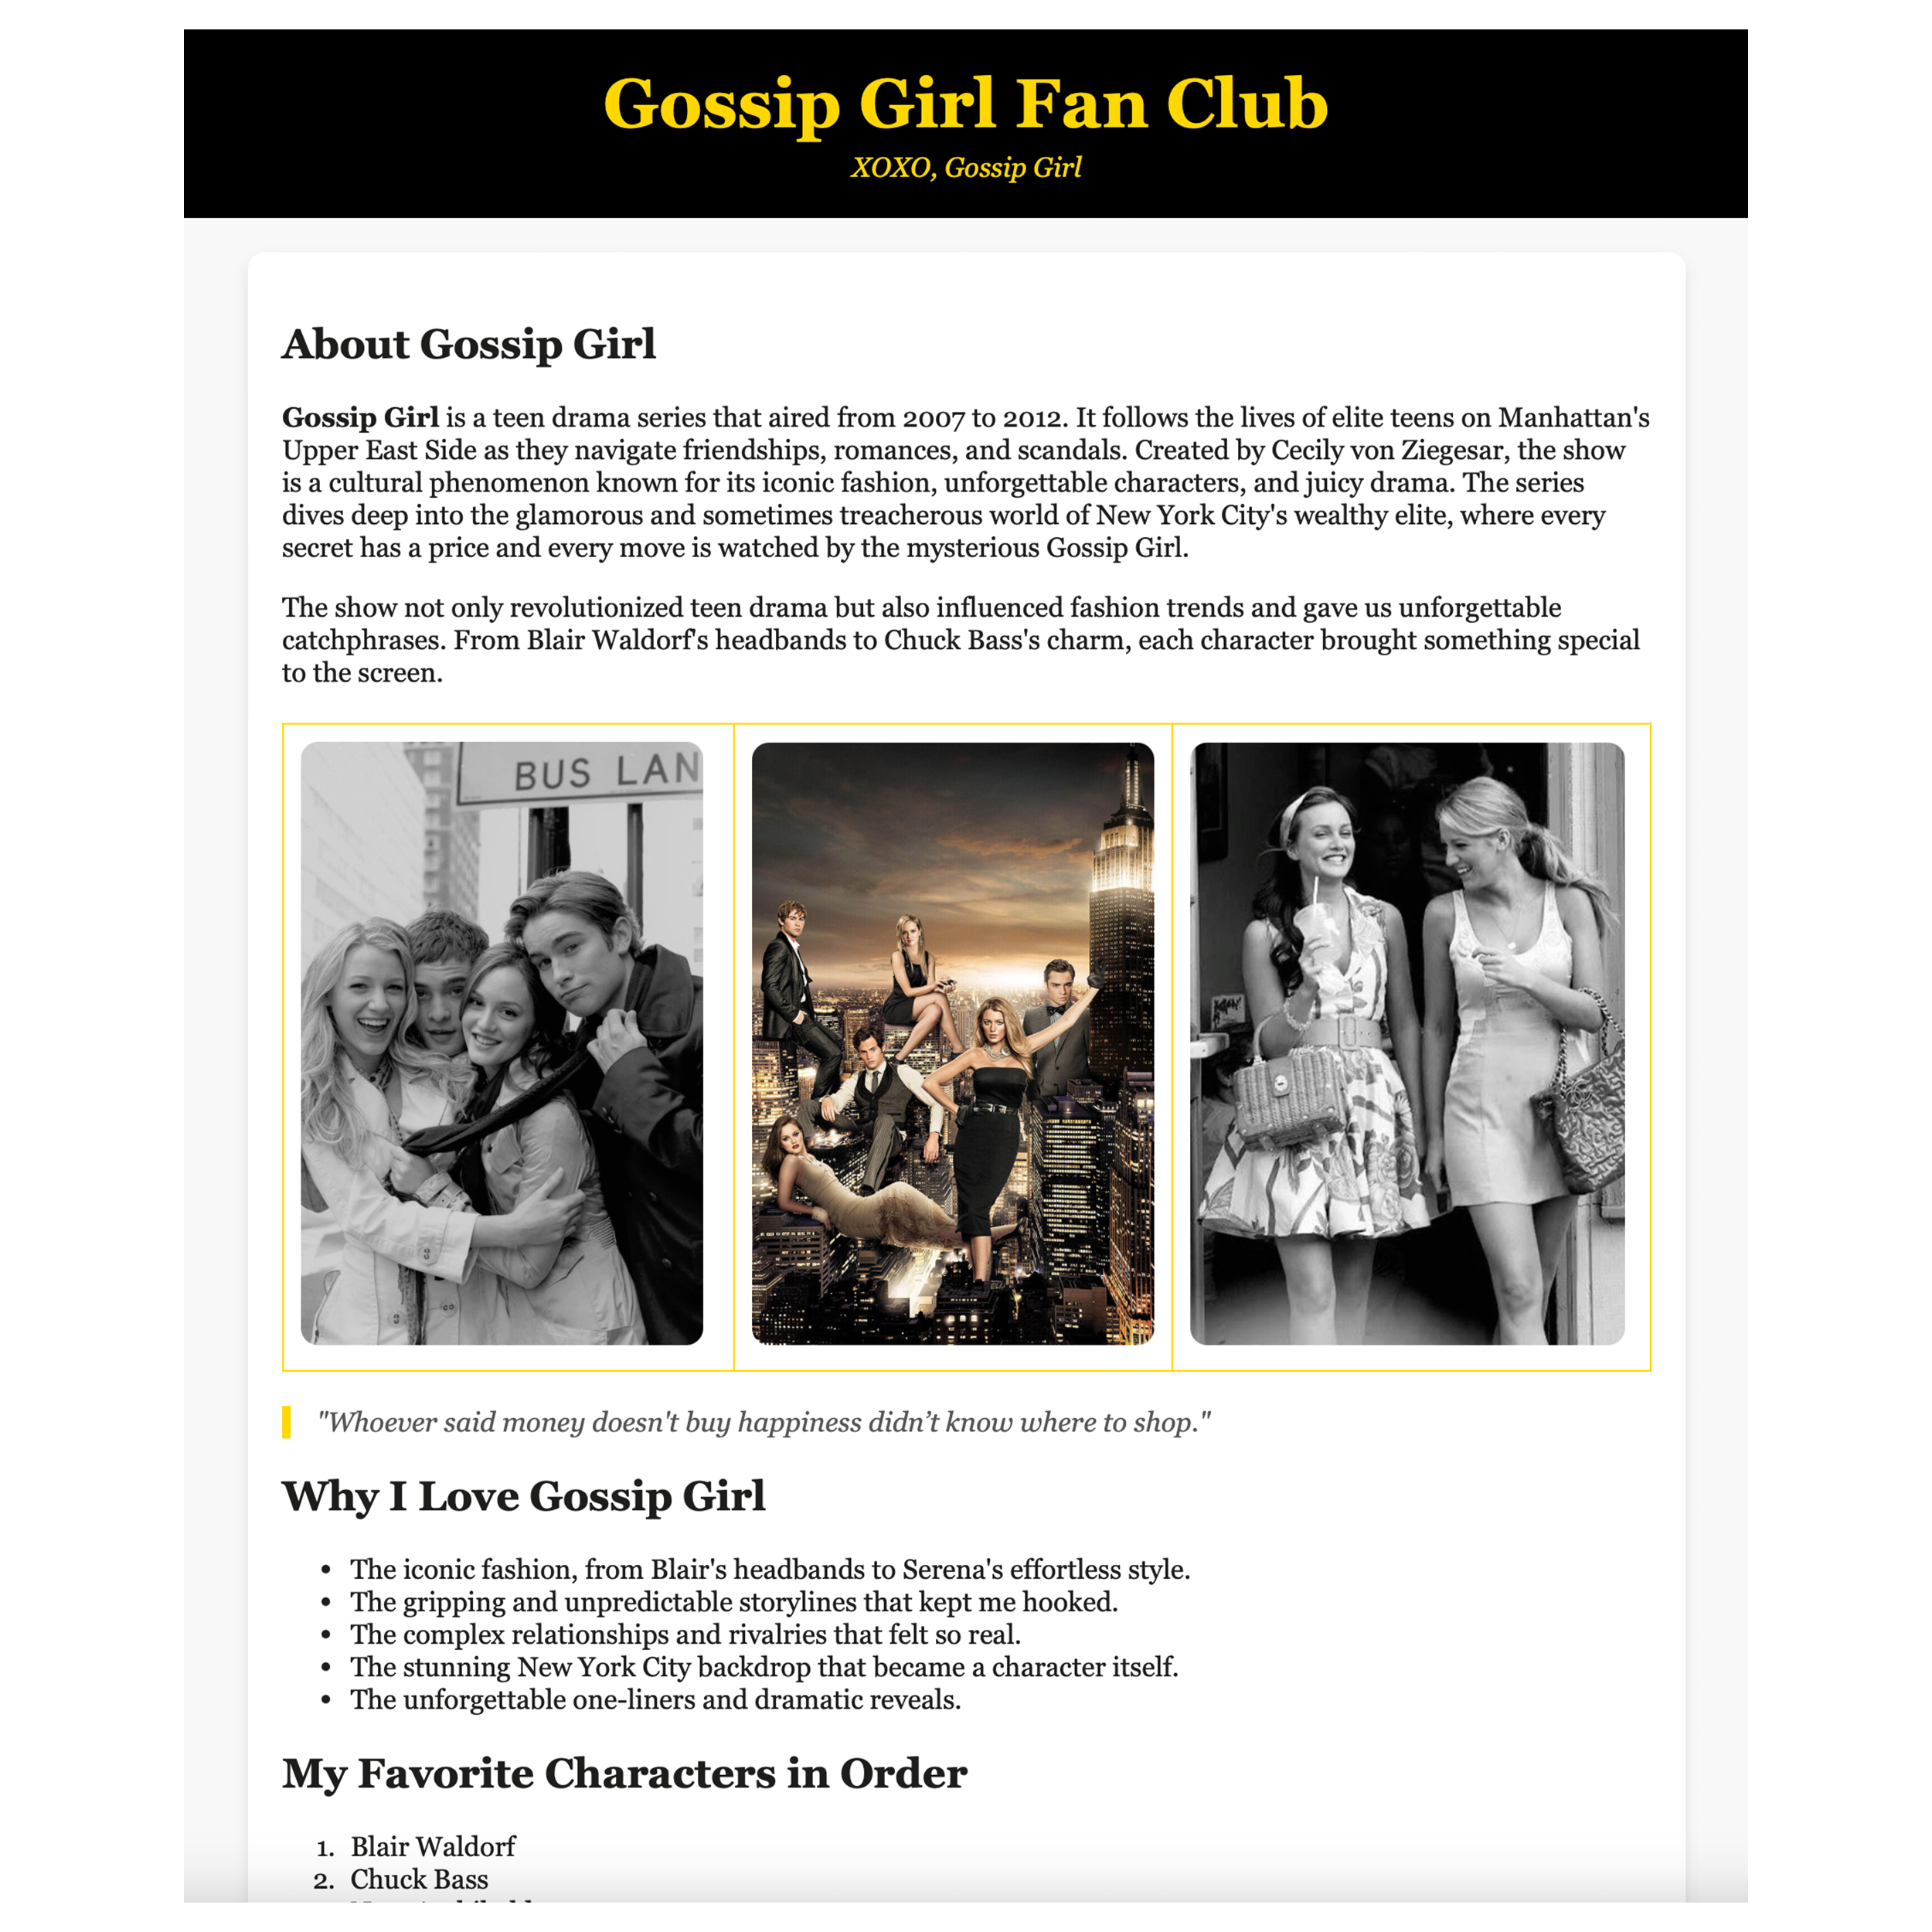 Gossip Girl Fan Club
XOXO, Gossip Girl
About Gossip Girl
Gossip Girl is a teen drama series that aired from 2007 to 2012. It follows the lives of elite teens on Manhattan's
Upper East Side as they navigate friendships, romances, and scandals. Created by Cecily von Ziegesar, the show
is a cultural phenomenon known for its iconic fashion, unforgettable characters, and juicy drama. The series
dives deep into the glamorous and sometimes treacherous world of New York City's wealthy elite, where every
secret has a price and every move is watched by the mysterious Gossip Girl.
The show not only revolutionized teen drama but also influenced fashion trends and gave us unforgettable
catchphrases. From Blair Waldorf's headbands to Chuck Bass's charm, each character brought something special
to the screen.
BUS LAN
"Whoever said money doesn't buy happiness didn’t know where to shop."
Why I Love Gossip Girl
• The iconic fashion, from Blair's headbands to Serena's effortless style.
• The gripping and unpredictable storylines that kept me hooked.
• The complex relationships and rivalries that felt so real.
• The stunning New York City backdrop that became a character itself.
• The unforgettable one-liners and dramatic reveals.
My Favorite Characters in Order
1. Blair Waldorf
2. Chuck Bass